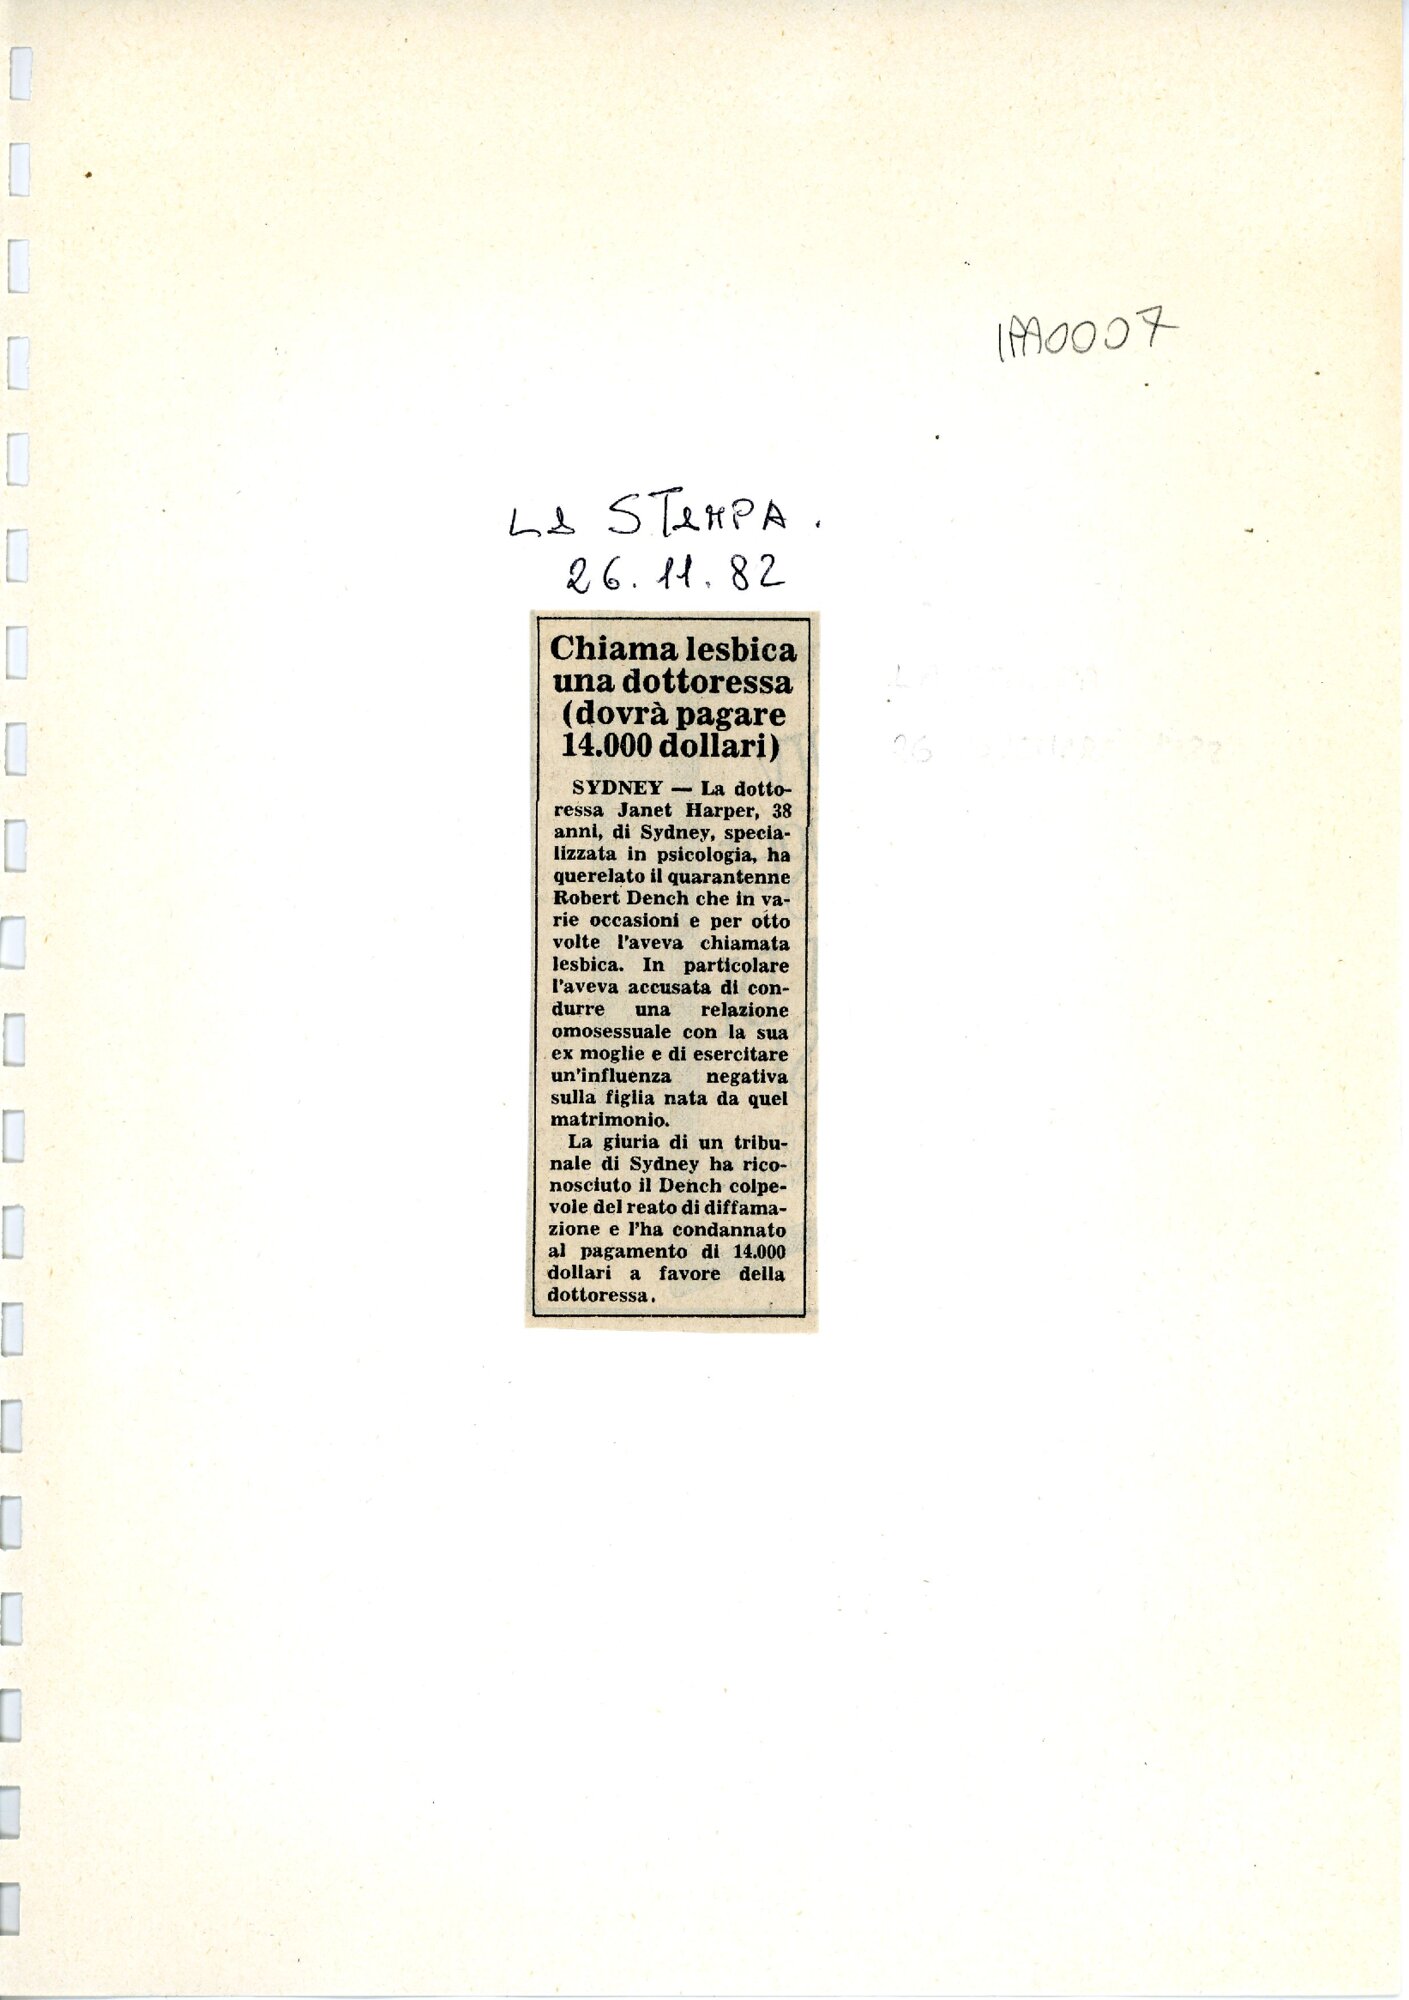 IAA0007
La STAMPA.
26.11.82
Chiama lesbica
una dottoressa
(dovrà pagare
14.000 dollari)
SYDNEY — La dotto-
ressa Janet Harper, 38
anni, di Sydney, specia-
lizzata in psicologia, ha
querelato il quarantenne
Robert Dench che in va-
rie occasioni e per otto
volte l'aveva chiamata
lesbica. In particolare
l'aveva accusata di con-
durre una relazione
omosessuale con la sua
ex moglie e di esercitare
un'influenza negativa
sulla figlia nata da quel
matrimonio.
La giuria di un tribu-
nale di Sydney ha rico-
nosciuto il Dench colpe-
vole del reato di diffama-
zione e l'ha condannato
al pagamento di 14.000
dollari a favore della
dottoressa.